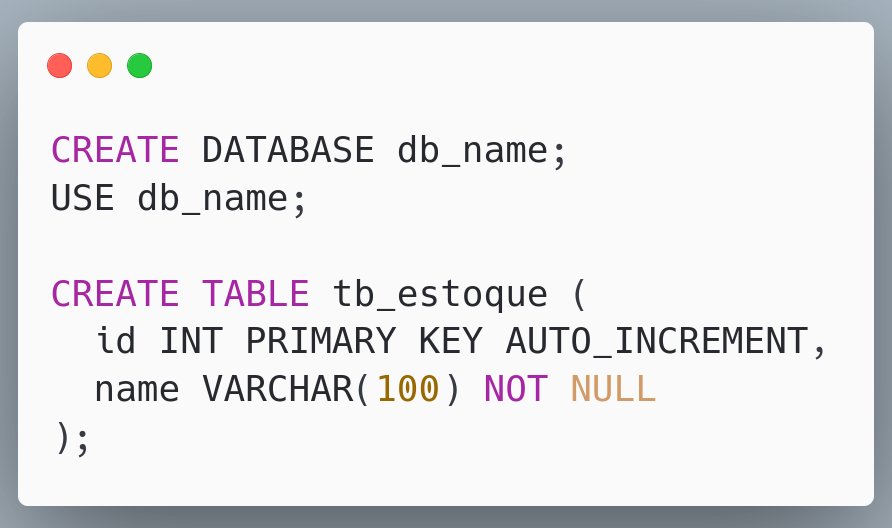 CREATE DATABASE db_name;
USE db_name;

CREATE TABLE tb_estoque (
  id INT PRIMARY KEY AUTO_INCREMENT,
  name VARCHAR(100) NOT NULL
);